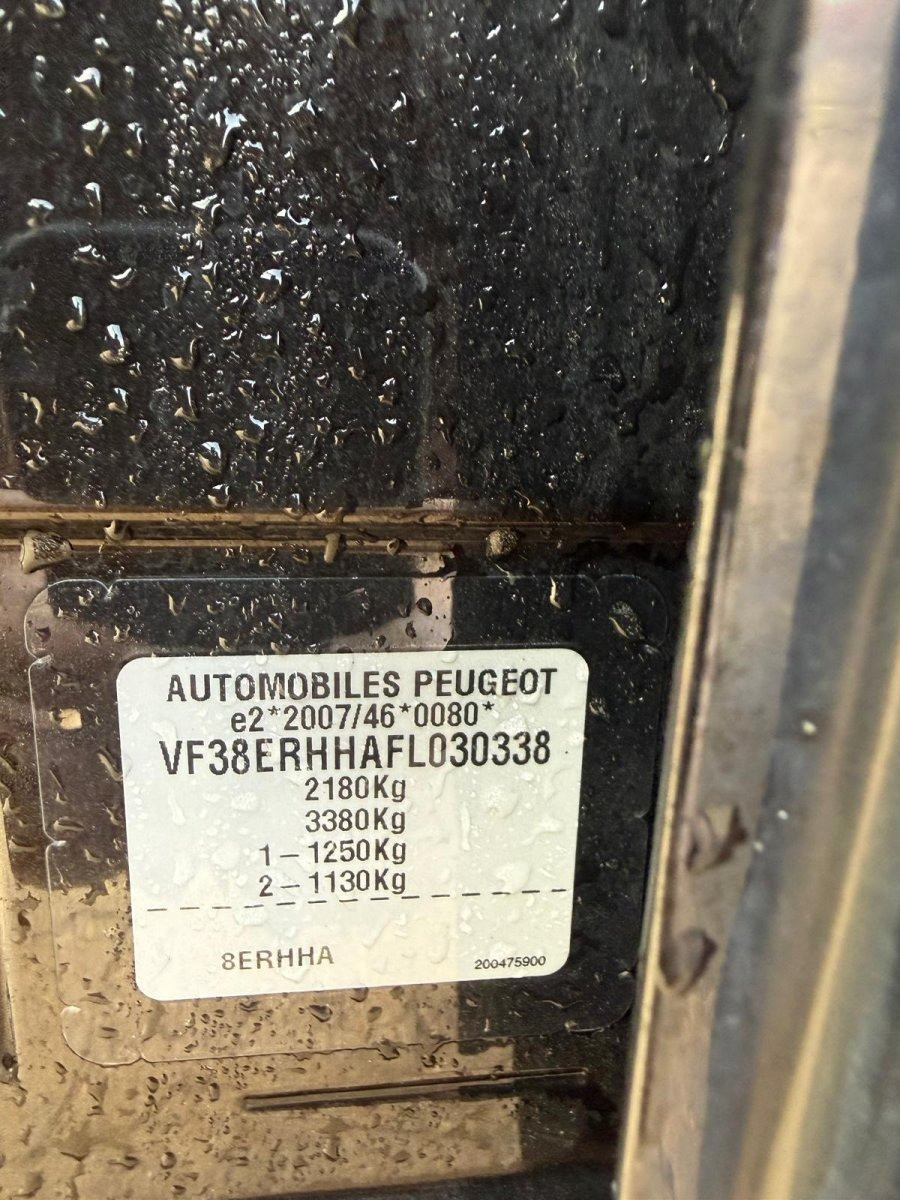 AUTOMOBILES PEUGEOT
e2*2007/46*0080*
VF38ERHHAFL030338
2180Kg
3380Kg
1 – 1250Kg
2 – 1130Kg
8ERHHA
200475900